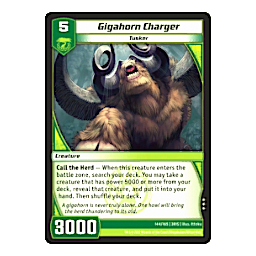 5
Gigahorn Charger
Tusker
Creature
Call the Herd — When this creature enters the
battle zone, search your deck. You may take a
creature that has power 5000 or more from your
deck, reveal that creature, and put it into your
hand. Then shuffle your deck.
A gigahorn is never truly alone. One howl will bring
the herd thundering to its aid.
3000